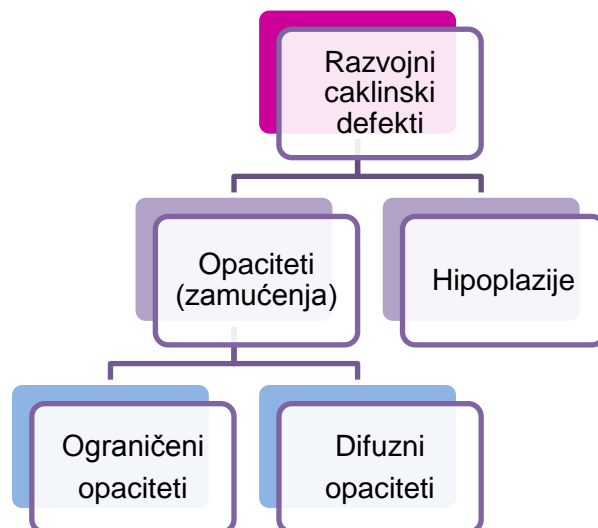 Razvojni
caklinski
defekti
Opaciteti
(zamućenja)
Hipoplazije
Ograničeni
opaciteti
Difuzni
opaciteti